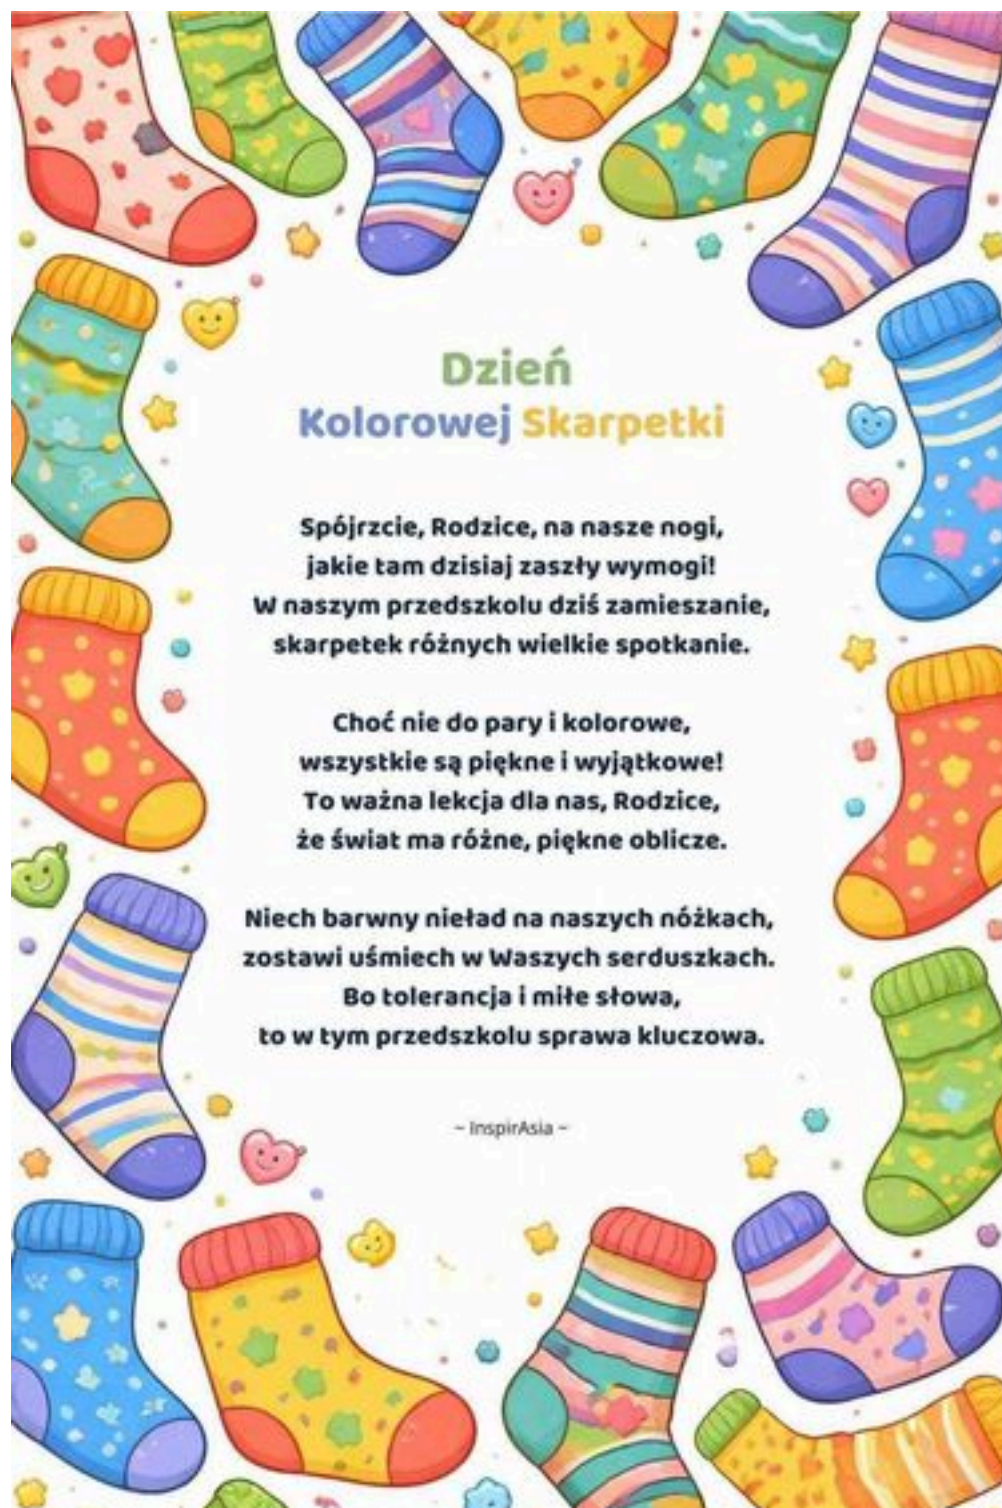 Dzień
Kolorowej Skarpetki
Spójrzcie, Rodzice, na nasze nogi,
jakie tam dzisiaj zaszły wymogi!
W naszym przedszkolu dziś zamieszanie,
skarpetek różnych wielkie spotkanie.
Choć nie do pary i kolorowe,
wszystkie są piękne i wyjątkowe!
To ważna lekcja dla nas, Rodzice,
że świat ma różne, piękne oblicze.
Niech barwny nieład na naszych nóżkach,
zostawi uśmiech w Waszych serduszkach.
Bo tolerancja i miłe słowa,
to w tym przedszkolu sprawa kluczowa.
~ InspirAsia ~